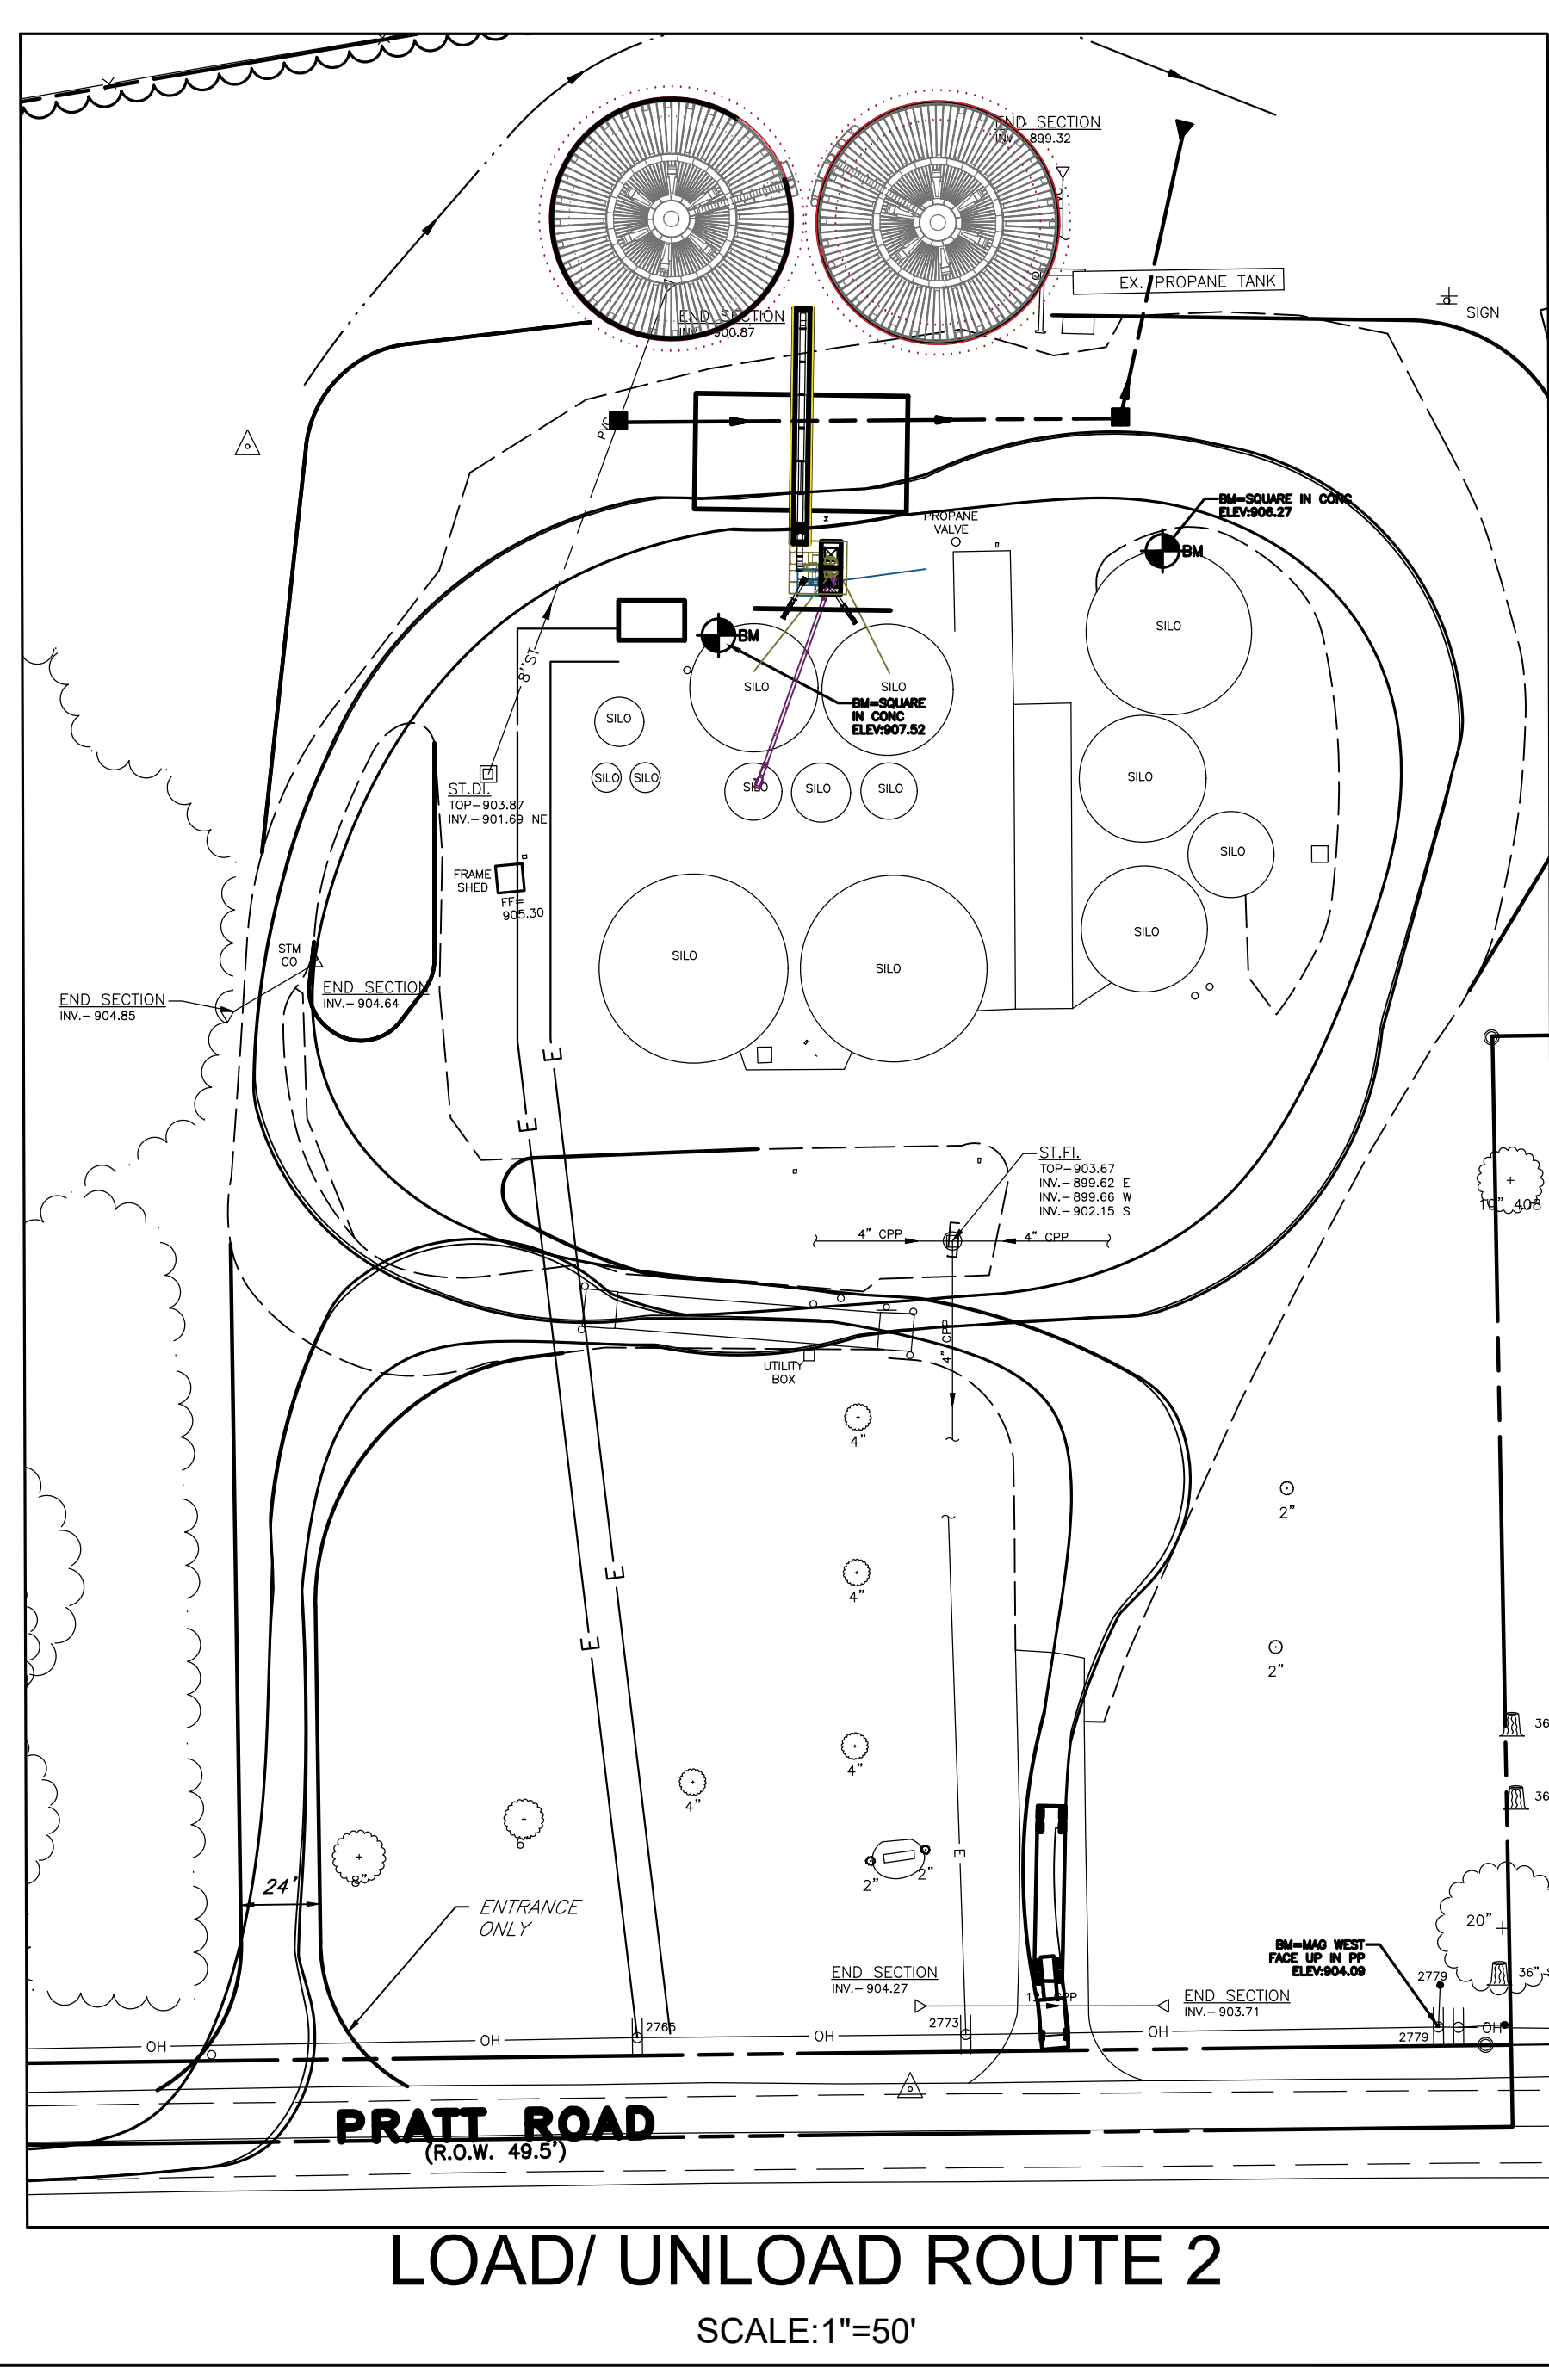 END SECTION
INV.-899.32
EX. PROPANE TANK
SIGN
END SECTION
INV.-900.87
PVC
BM=SQUARE IN CONC
ELEV:906.27
PROPANE
VALVE
BM
SILO
BM
8"ST
SILO
SILO
BM=SQUARE
IN CONC
ELEV:907.52
SILO
SILO
SILO
SILO
SILO
SILO
SILO
ST.DI.
TOP-903.87
INV.-901.69 NE
FRAME
SHED
FF=
905.30
SILO
STM
CO
SILO
SILO
SILO
END SECTION
INV.-904.64
END SECTION
INV.-904.85
E
E
ST.FI.
TOP-903.67
INV.-899.62 E
INV.-899.66 W
INV.-902.15 S
4" CPP
4" CPP
4" CPP
UTILITY
BOX
4"
2"
E
4"
E
2"
4"
4"
6"
8"
2"
2"
E
36
36
24'
ENTRANCE
ONLY
20"
BM=MAG WEST
FACE UP IN PP
ELEV:904.09
END SECTION
INV.-904.27
12" CPP
END SECTION
INV.-903.71
2779
36"
2765
2773
2779
OH
OH
OH
OH
OH
PRATT ROAD
(R.O.W. 49.5')
LOAD/ UNLOAD ROUTE 2
SCALE:1"=50'